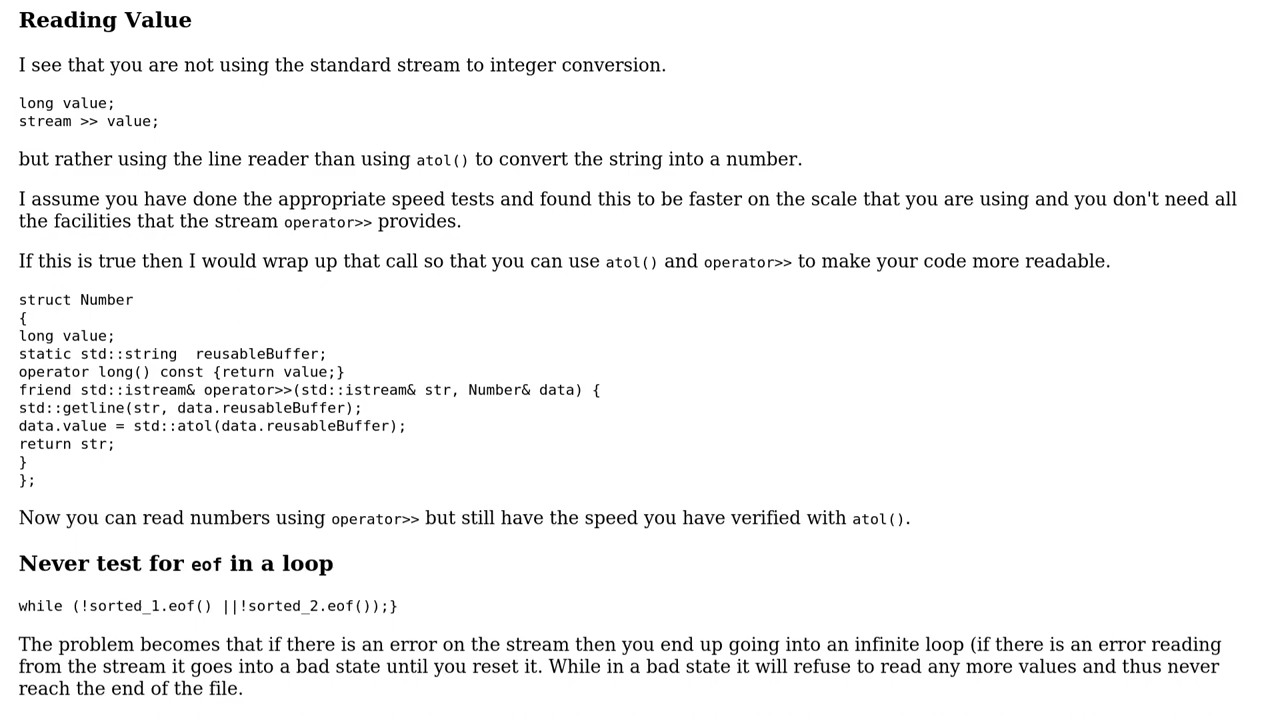 Reading Value
I see that you are not using the standard stream to integer conversion.
long value;
stream >> value;
but rather using the line reader than using atol() to convert the string into a number.
I assume you have done the appropriate speed tests and found this to be faster on the scale that you are using and you don't need all
the facilities that the stream operator>> provides.
If this is true then I would wrap up that call so that you can use atol() and operator>> to make your code more readable.
struct Number
{
long value;
static std::string  reusableBuffer;
operator long() const {return value;}
friend std::istream& operator>>(std::istream& str, Number& data) {
std::getline(str, data.reusableBuffer);
data.value = std::atol(data.reusableBuffer);
return str;
}
};
Now you can read numbers using operator>> but still have the speed you have verified with atol().
Never test for eof in a loop
while (!sorted_1.eof() ||!sorted_2.eof());}
The problem becomes that if there is an error on the stream then you end up going into an infinite loop (if there is an error reading
from the stream it goes into a bad state until you reset it. While in a bad state it will refuse to read any more values and thus never
reach the end of the file.